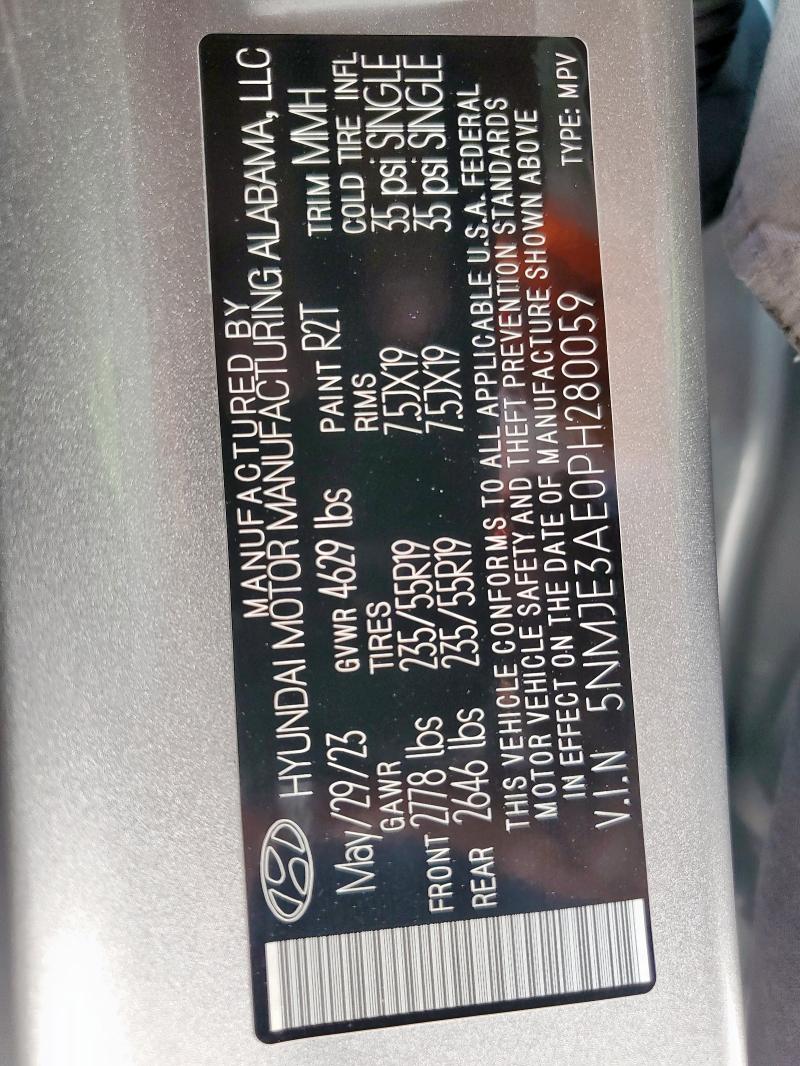 MANUFACTURED BY
HYUNDAI MOTOR MANUFACTURING ALABAMA, LLC
May/29/23 GVWR 4629 lbs PAINT R2T TRIM MMH
GAWR TIRES RIMS COLD TIRE INFL
FRONT 2778 lbs 235/55R19 7.5JX19 35 psi SINGLE
REAR 2646 lbs 235/55R19 7.5JX19 35 psi SINGLE
THIS VEHICLE CONFORMS TO ALL APPLICABLE U.S.A. FEDERAL
MOTOR VEHICLE SAFETY AND THEFT PREVENTION STANDARDS
IN EFFECT ON THE DATE OF MANUFACTURE SHOWN ABOVE
V.I.N 5NMJE3AE0PH280059 TYPE: MPV